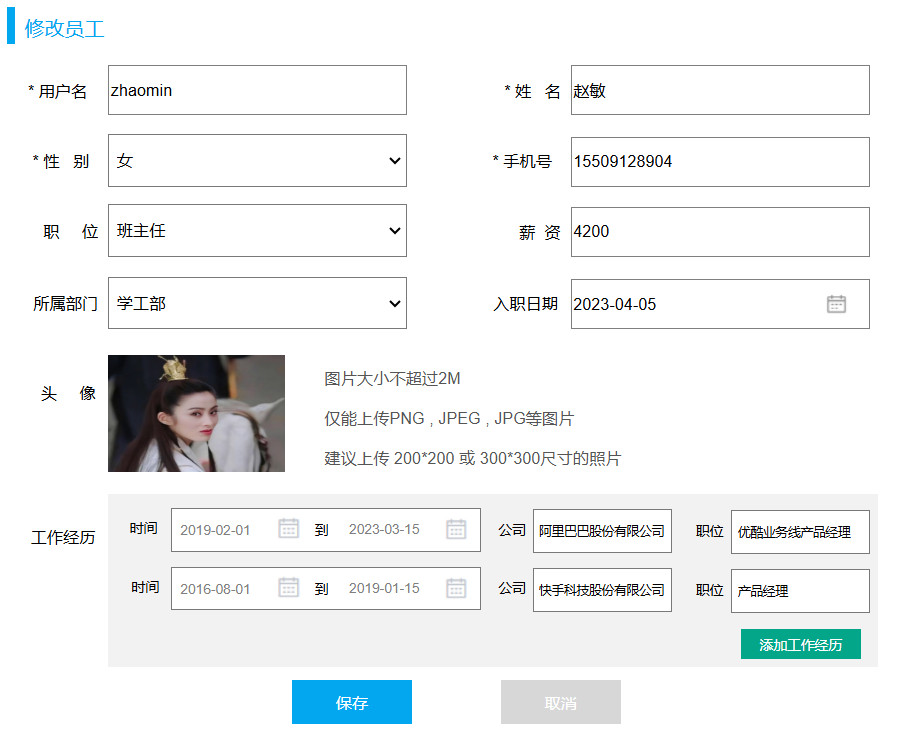 修改员工
* 用户名 zhaomin * 姓 名 赵敏
* 性 别 女 * 手机号 15509128904
职 位 班主任 薪 资 4200
所属部门 学工部 入职日期 2023-04-05
头 像 图片大小不超过2M
仅能上传PNG , JPEG , JPG等图片
建议上传 200*200 或 300*300尺寸的照片
工作经历 时间 2019-02-01 到 2023-03-15 公司 阿里巴巴股份有限公司 职位 优酷业务线产品经理
时间 2016-08-01 到 2019-01-15 公司 快手科技股份有限公司 职位 产品经理
添加工作经历
保存 取消